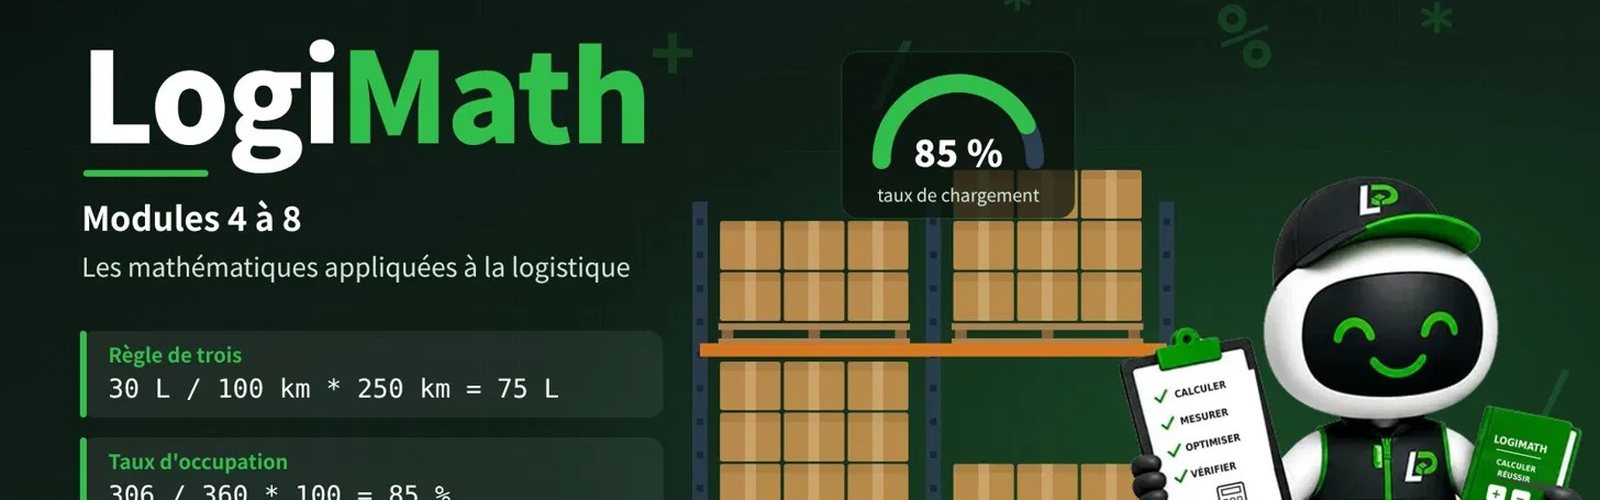 LogiMath
Modules 4 à 8
Les mathématiques appliquées à la logistique
Règle de trois
30 L / 100 km * 250 km = 75 L
Taux d'occupation
306 / 360 * 100 = 85 %
85 %
taux de chargement
CALCULER
MESURER
OPTIMISER
VÉRIFIER
LOGIMATH
CALCULER
RÉUSSIR